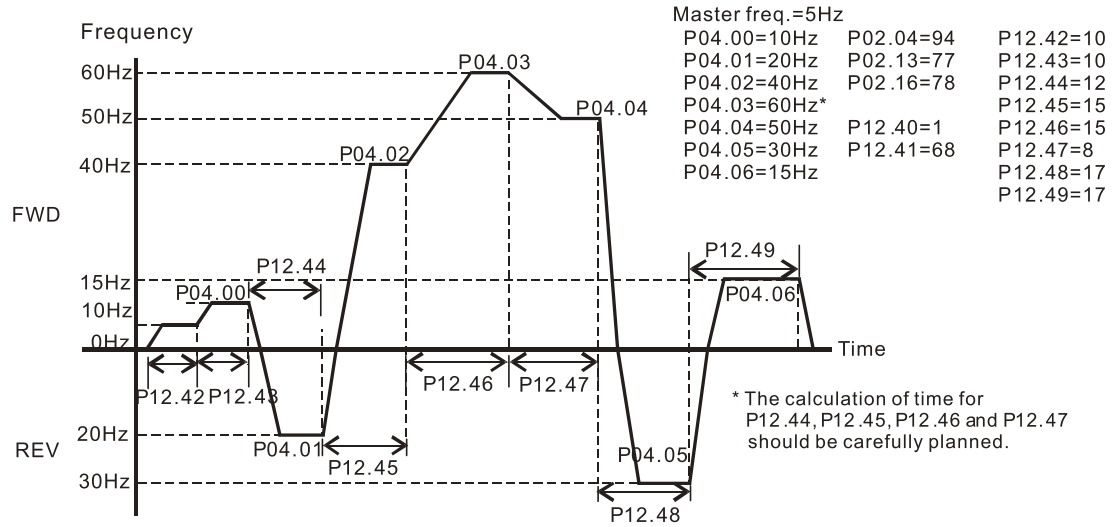 Master freq.=5Hz
P04.00=10Hz P02.04=94 P12.42=10
P04.01=20Hz P02.13=77 P12.43=10
P04.02=40Hz P02.16=78 P12.44=12
P04.03=60Hz* P12.45=15
P04.04=50Hz P12.40=1 P12.46=15
P04.05=30Hz P12.41=68 P12.47=8
P04.06=15Hz P12.48=17
P12.49=17
Frequency
60Hz
P04.03
50Hz
P04.04
40Hz
P04.02
FWD
P12.49
15Hz
P12.44
P04.00
P04.06
10Hz
0Hz
Time
P12.42
P12.43
P12.46
P12.47
* The calculation of time for
P12.44, P12.45, P12.46 and P12.47
should be carefully planned.
20Hz
P04.01
P12.45
REV
P04.05
30Hz
P12.48